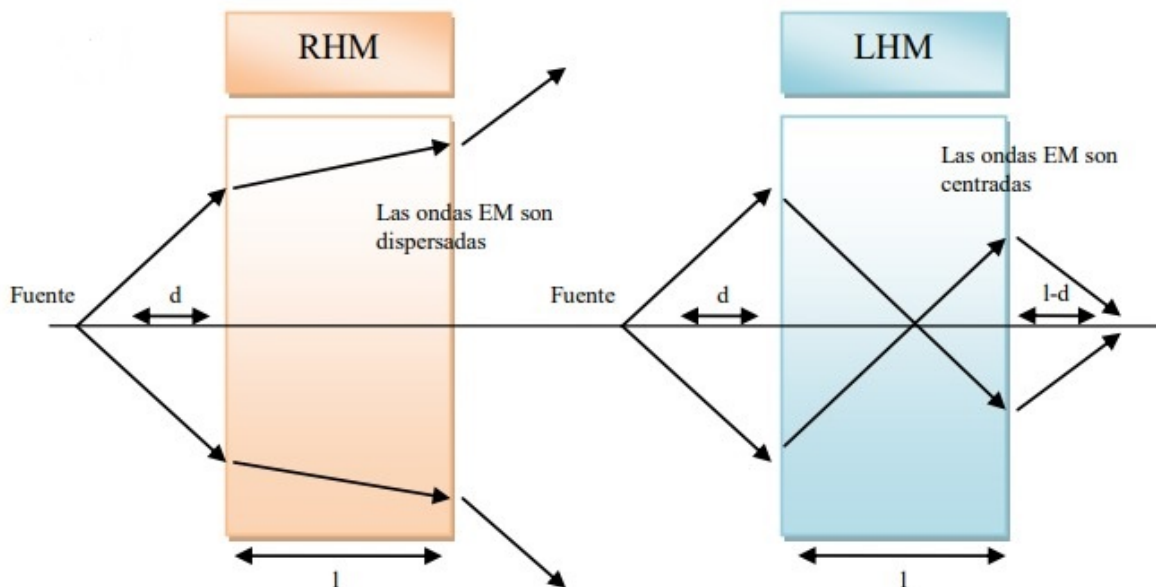 RHM
LHM
Las ondas EM son
dispersadas
Las ondas EM son
centradas
Fuente
d
Fuente
d
l-d
l
l